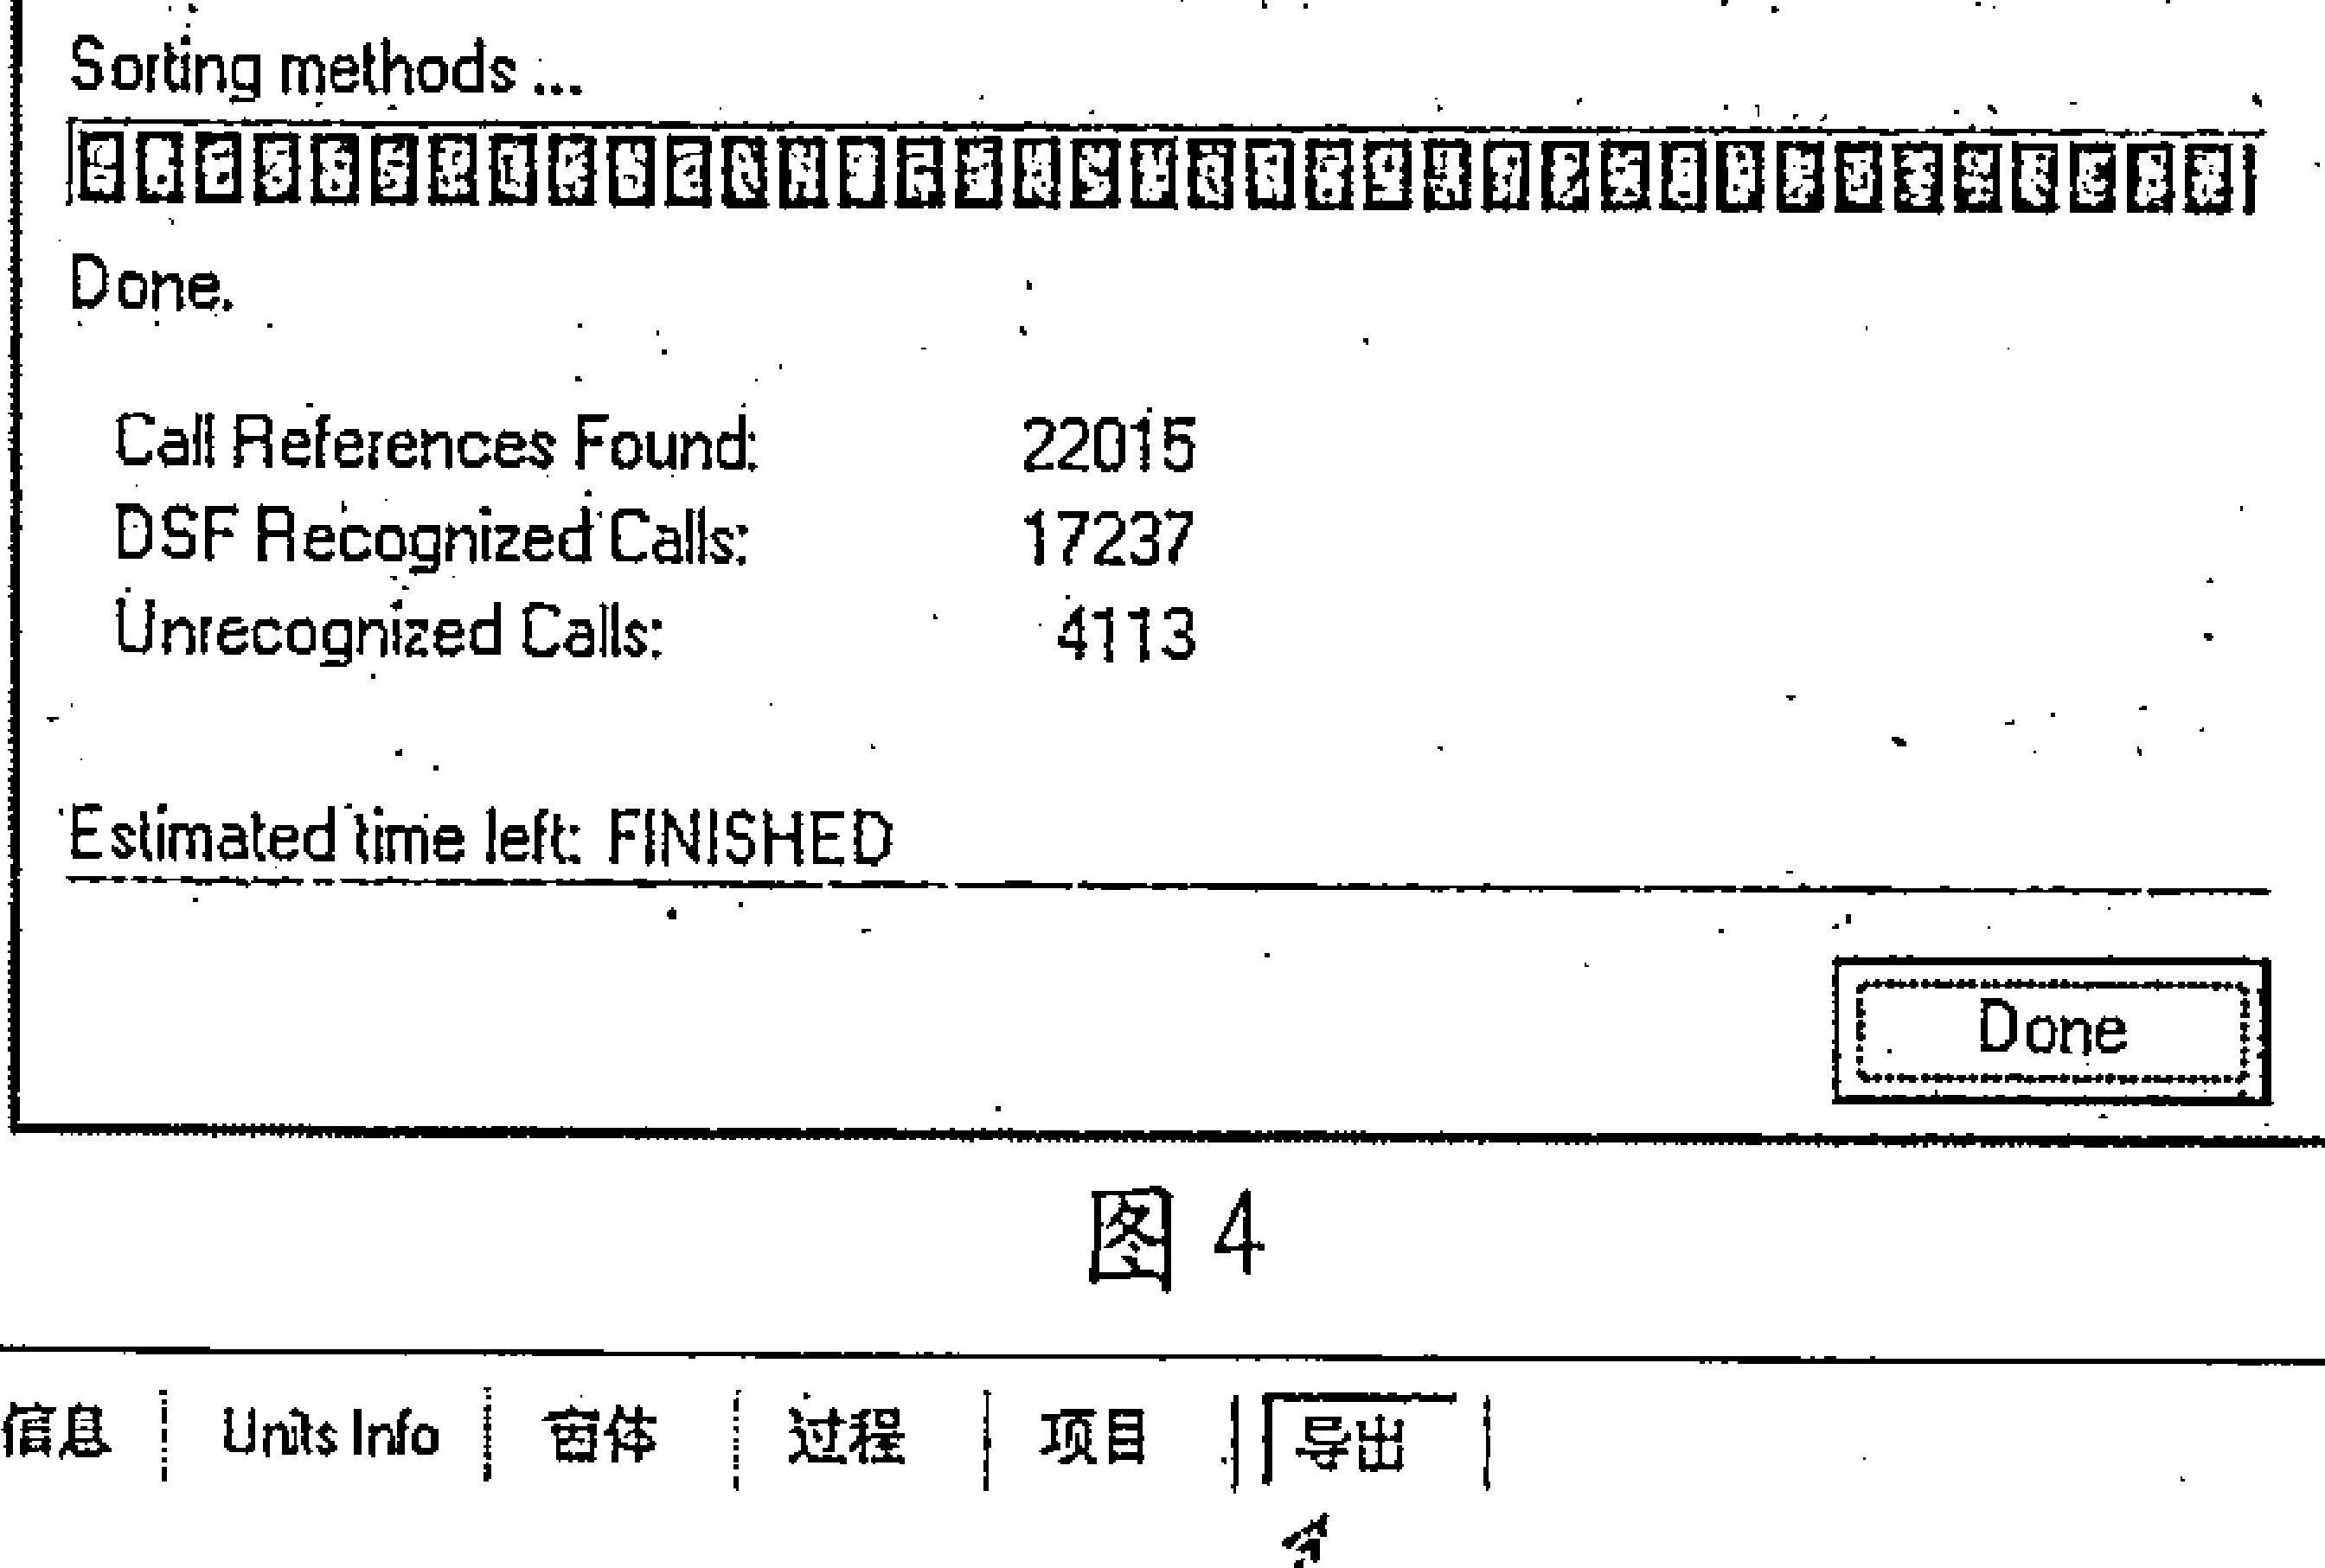 Sorting methods ...
Done.
Call References Found: 22015
DSF Recognized Calls: 17237
Unrecognized Calls: 4113
Estimated time left: FINISHED
Done
图 4
信息 Units Info 窗体 过程 项目 导出